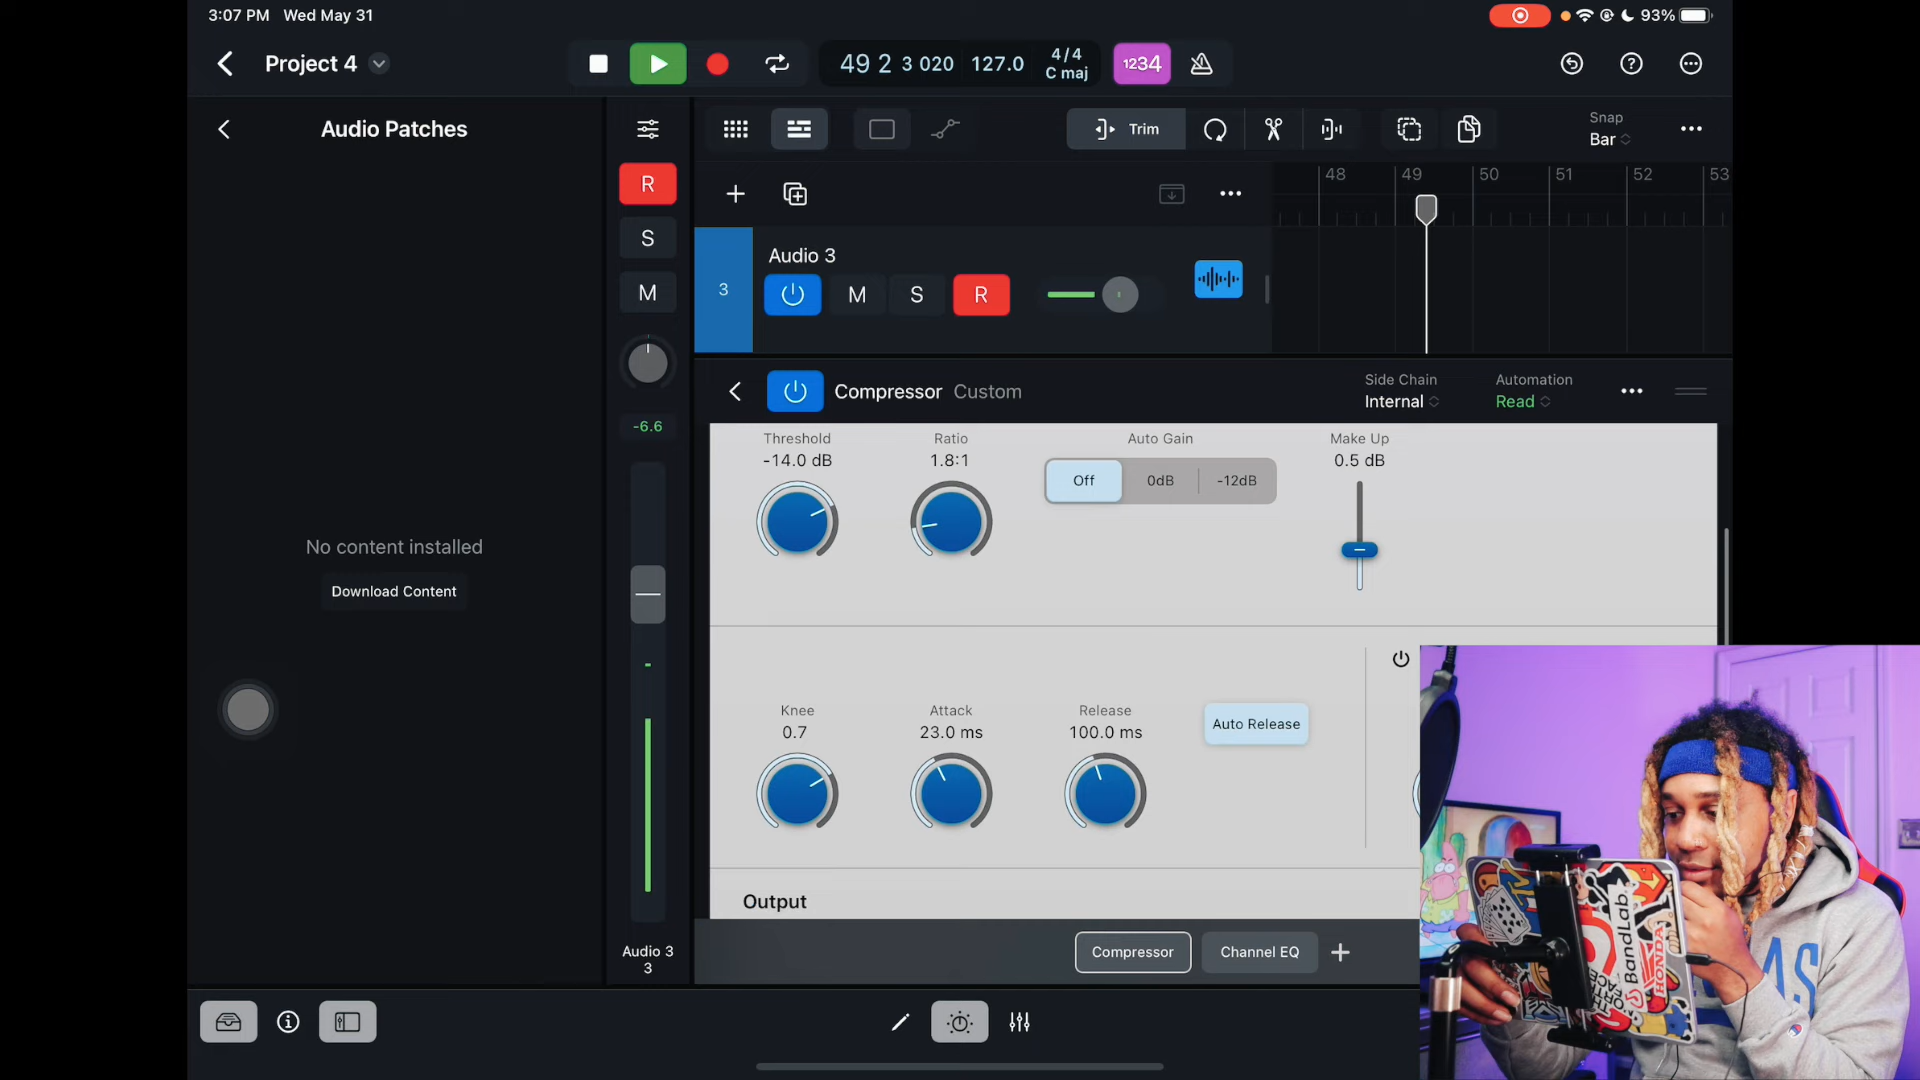 3:07 PM Wed May 31
93%
Project 4
49 2 3 020 127.0 4/4
C maj
1234
Audio Patches
Trim
Snap
Bar
R
S
M
48 49 50 51 52 53
3
Audio 3
M S R
Compressor Custom
Side Chain
Internal
Automation
Read
-6.6
Threshold
-14.0 dB
Ratio
1.8:1
Auto Gain
Off 0dB -12dB
Make Up
0.5 dB
No content installed
Download Content
Knee
0.7
Attack
23.0 ms
Release
100.0 ms
Auto Release
Output
Audio 3
3
Compressor
Channel EQ
BandLab
HONDA